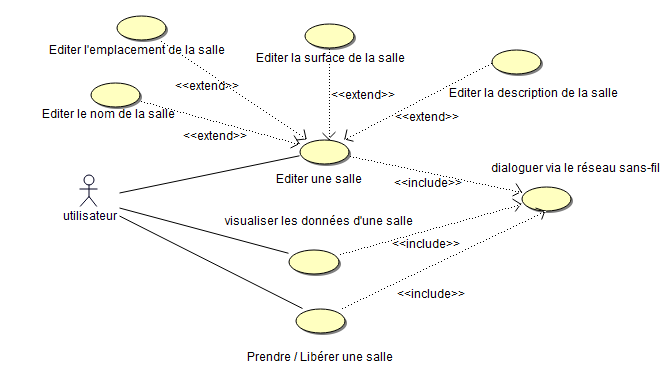 Editer l'emplacement de la salle
Editer la surface de la salle
<<extend>>
<<extend>>
Editer la description de la salle
Editer le nom de la salle
<<extend>>
<<extend>>
Editer une salle
dialoguer via le réseau sans-fil
<<include>>
utilisateur
visualiser les données d'une salle
<<include>>
<<include>>
Prendre / Libérer une salle